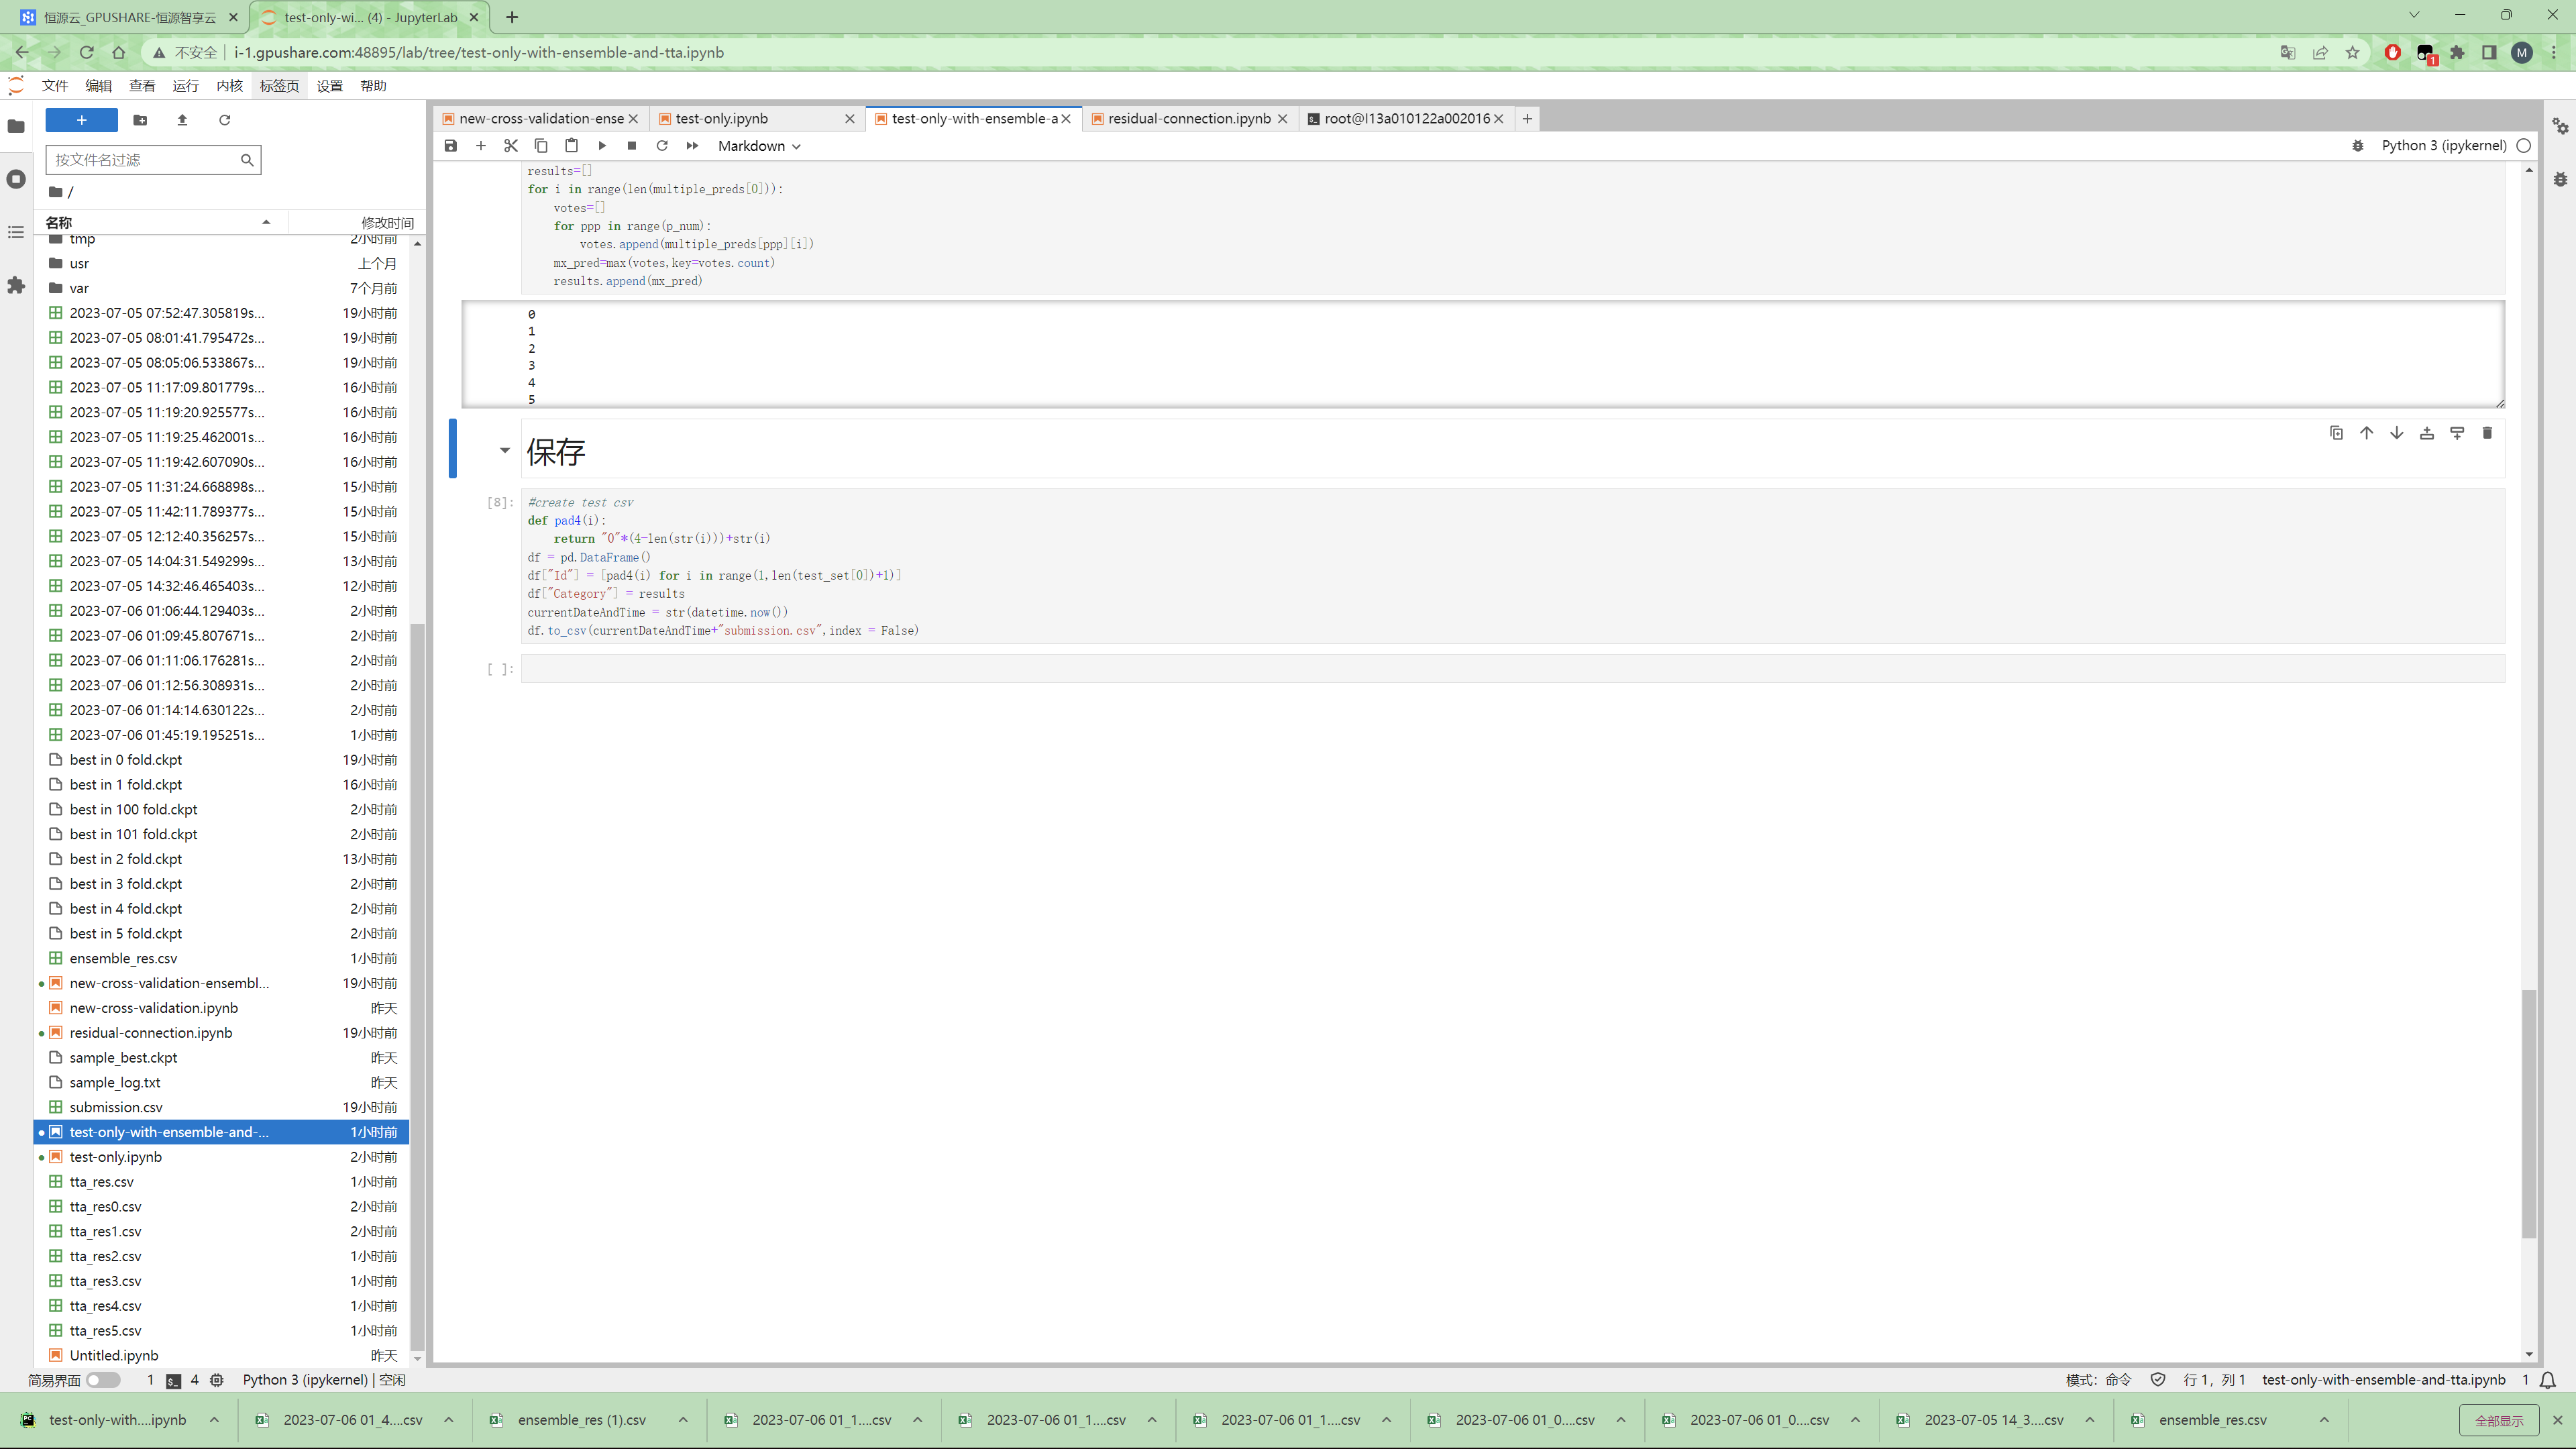 恒源云_GPUSHARE-恒源智享云
test-only-wi... (4) - JupyterLab
不安全
i-1.gpushare.com:48895/lab/tree/test-only-with-ensemble-and-tta.ipynb
M
1
文件 编辑 查看 运行 内核 标签页 设置 帮助
按文件名过滤
/
名称 修改时间
tmp 2小时前
usr 上个月
var 7个月前
2023-07-05 07:52:47.305819s... 19小时前
2023-07-05 08:01:41.795472s... 19小时前
2023-07-05 08:05:06.533867s... 19小时前
2023-07-05 11:17:09.801779s... 16小时前
2023-07-05 11:19:20.925577s... 16小时前
2023-07-05 11:19:25.462001s... 16小时前
2023-07-05 11:19:42.607090s... 16小时前
2023-07-05 11:31:24.668898s... 15小时前
2023-07-05 11:42:11.789377s... 15小时前
2023-07-05 12:12:40.356257s... 15小时前
2023-07-05 14:04:31.549299s... 13小时前
2023-07-05 14:32:46.465403s... 12小时前
2023-07-06 01:06:44.129403s... 2小时前
2023-07-06 01:09:45.807671s... 2小时前
2023-07-06 01:11:06.176281s... 2小时前
2023-07-06 01:12:56.308931s... 2小时前
2023-07-06 01:14:14.630122s... 2小时前
2023-07-06 01:45:19.195251s... 1小时前
best in 0 fold.ckpt 19小时前
best in 1 fold.ckpt 16小时前
best in 100 fold.ckpt 2小时前
best in 101 fold.ckpt 2小时前
best in 2 fold.ckpt 13小时前
best in 3 fold.ckpt 2小时前
best in 4 fold.ckpt 2小时前
best in 5 fold.ckpt 2小时前
ensemble_res.csv 1小时前
new-cross-validation-ensembl... 19小时前
new-cross-validation.ipynb 昨天
residual-connection.ipynb 19小时前
sample_best.ckpt 昨天
sample_log.txt 昨天
submission.csv 19小时前
test-only-with-ensemble-and-... 1小时前
test-only.ipynb 2小时前
tta_res.csv 1小时前
tta_res0.csv 2小时前
tta_res1.csv 2小时前
tta_res2.csv 1小时前
tta_res3.csv 1小时前
tta_res4.csv 1小时前
tta_res5.csv 1小时前
Untitled.ipynb 昨天
new-cross-validation-ense
test-only.ipynb
test-only-with-ensemble-a
residual-connection.ipynb
root@I13a010122a002016
Markdown
Python 3 (ipykernel)
results=[]
for i in range(len(multiple_preds[0])):
votes=[]
for ppp in range(p_num):
votes.append(multiple_preds[ppp][i])
mx_pred=max(votes,key=votes.count)
results.append(mx_pred)
0
1
2
3
4
5
保存
[8]:
#create test csv
def pad4(i):
return "0"*(4-len(str(i)))+str(i)
df = pd.DataFrame()
df["Id"] = [pad4(i) for i in range(1,len(test_set[0])+1)]
df["Category"] = results
currentDateAndTime = str(datetime.now())
df.to_csv(currentDateAndTime+"submission.csv",index = False)
[ ]:
简易界面 1 4 Python 3 (ipykernel) | 空闲
模式: 命令 行 1, 列 1 test-only-with-ensemble-and-tta.ipynb 1
test-only-with....ipynb
2023-07-06 01_4....csv
ensemble_res (1).csv
2023-07-06 01_1....csv
2023-07-06 01_1....csv
2023-07-06 01_1....csv
2023-07-06 01_0....csv
2023-07-06 01_0....csv
2023-07-05 14_3....csv
ensemble_res.csv
全部显示